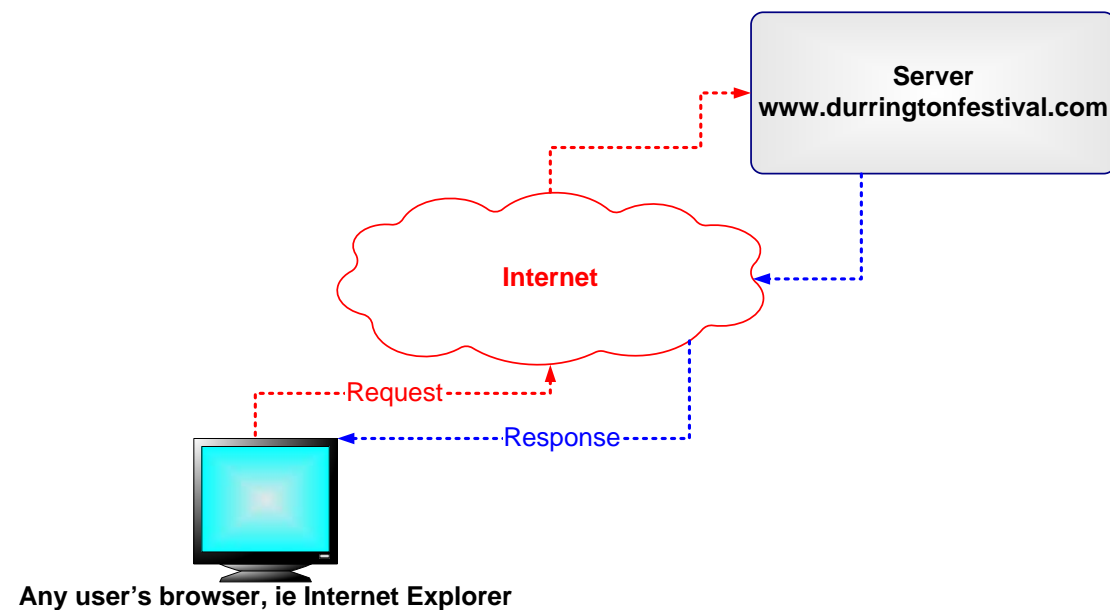 Server
www.durringtonfestival.com
Internet
Request
Response
Any user's browser, ie Internet Explorer